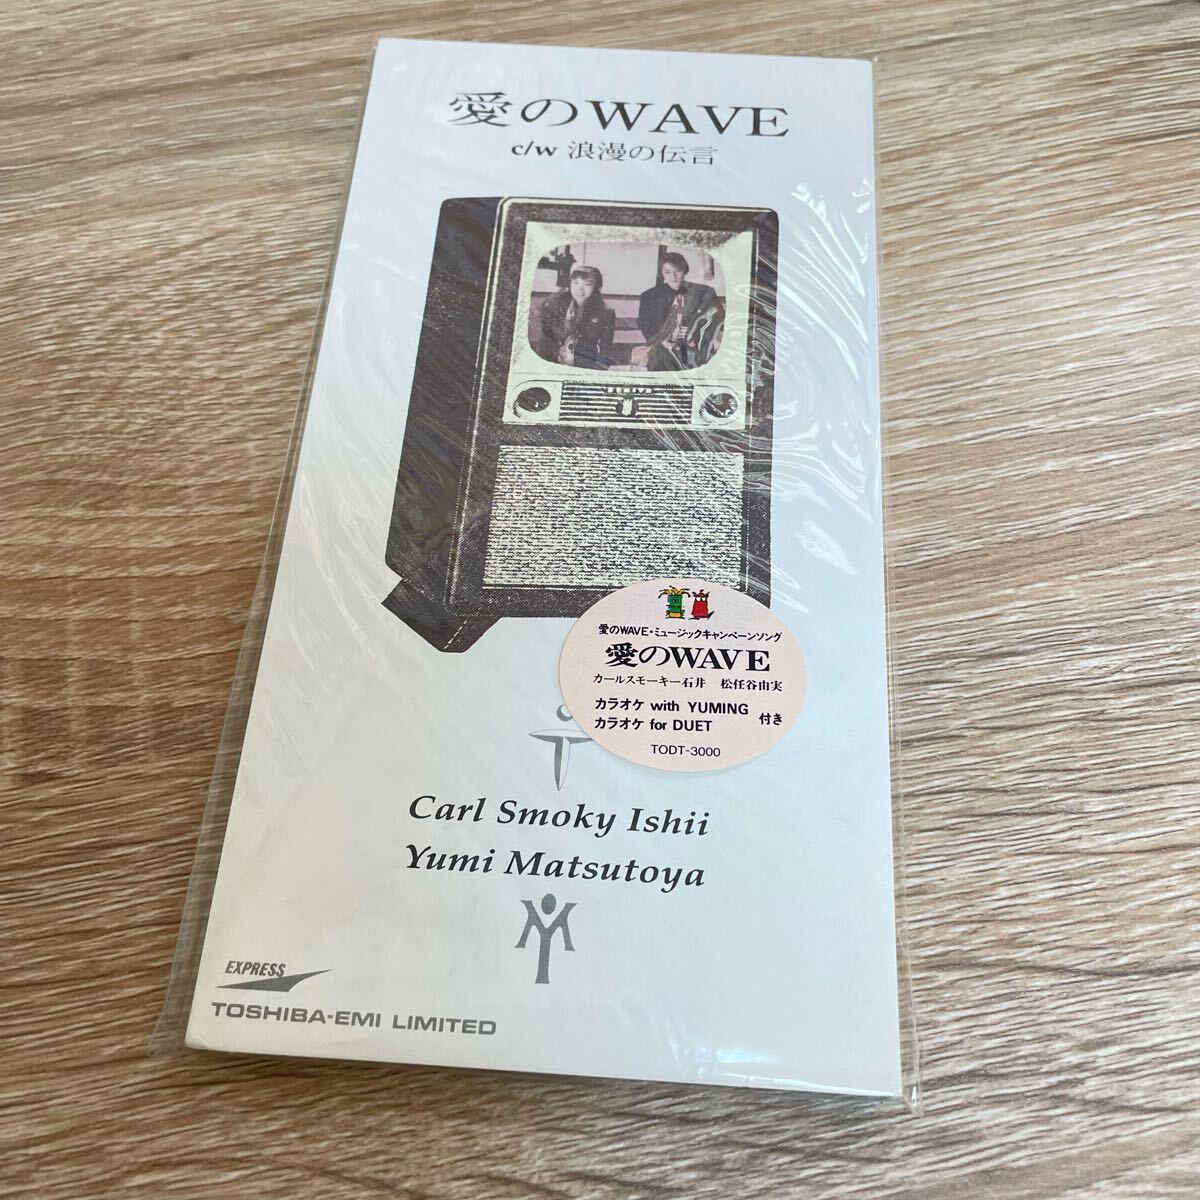 愛のWAVE
c/w 浪漫の伝言
愛のWAVE・ミュージックキャンペーンソング
愛のWAVE
カールスモーキー石井 松任谷由実
カラオケ with YUMING
カラオケ for DUET
付き
TODT-3000
Carl Smoky Ishii
Yumi Matsutoya
EXPRESS
TOSHIBA-EMI LIMITED